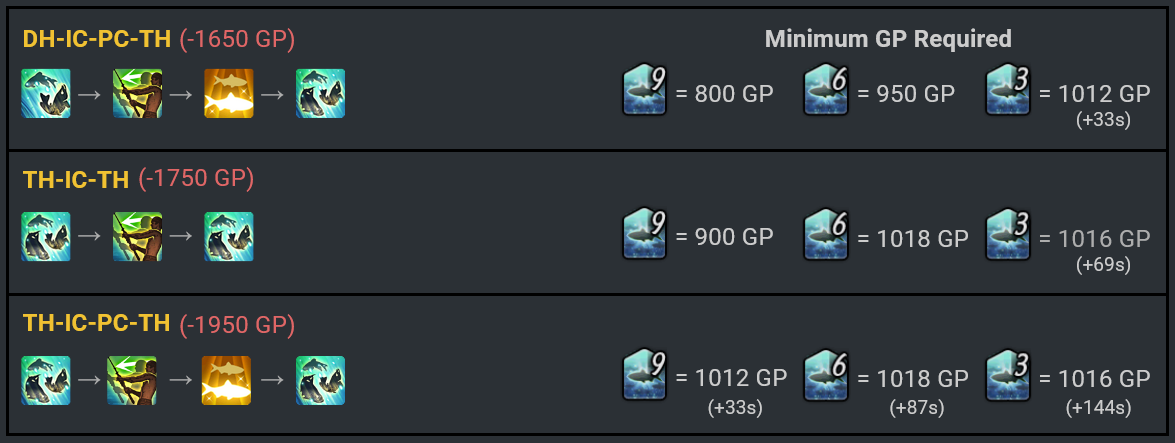 DH-IC-PC-TH (-1650 GP)
Minimum GP Required
→ → →
9 = 800 GP 6 = 950 GP 3 = 1012 GP
(+33s)
TH-IC-TH (-1750 GP)
→ →
9 = 900 GP 6 = 1018 GP 3 = 1016 GP
(+69s)
TH-IC-PC-TH (-1950 GP)
→ → →
9 = 1012 GP 6 = 1018 GP 3 = 1016 GP
(+33s) (+87s) (+144s)